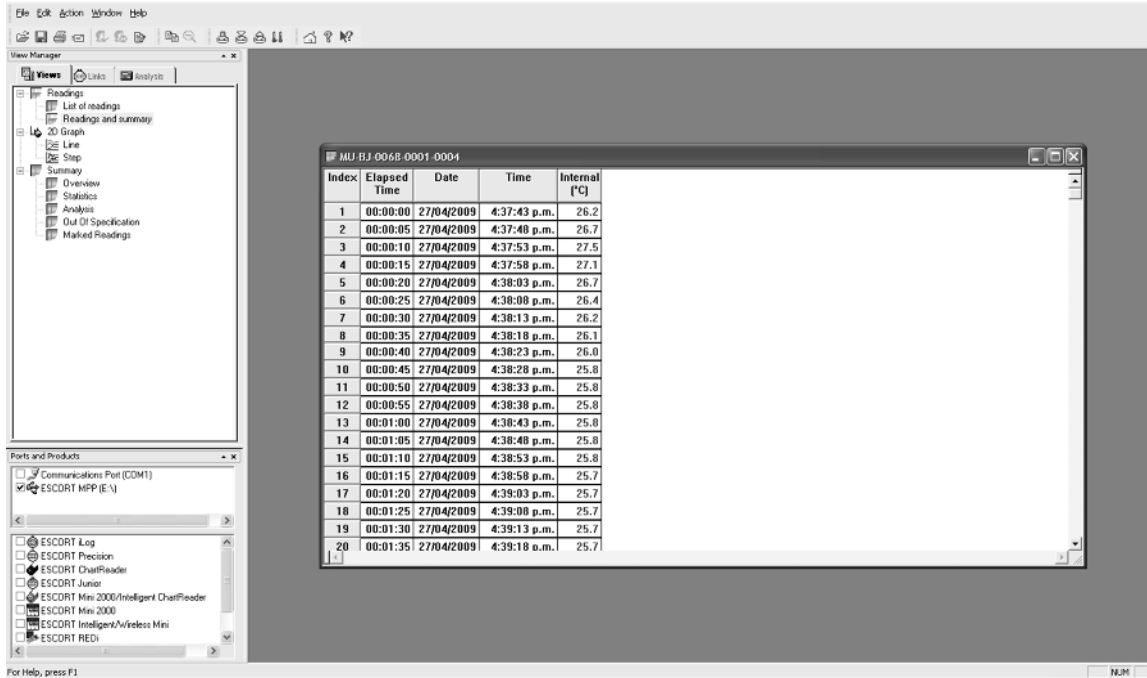 File Edit Action Window Help
View Manager
Views Links Analysis
Readings
List of readings
Readings and summary
2D Graph
Line
Step
Summary
Overview
Statistics
Analysis
Out Of Specification
Marked Readings
Ports and Products
Communications Port (COM1)
ESCORT MPP (E:\)
ESCORT iLog
ESCORT Precision
ESCORT ChartReader
ESCORT Junior
ESCORT Mini 2000/Intelligent ChartReader
ESCORT Mini 2000
ESCORT Intelligent/Wireless Mini
ESCORT REDi
MU-BJ-0068-0001-0004
Index Elapsed Time Date Time Internal (°C)
1 00:00:00 27/04/2009 4:37:43 p.m. 26.2
2 00:00:05 27/04/2009 4:37:48 p.m. 26.7
3 00:00:10 27/04/2009 4:37:53 p.m. 27.5
4 00:00:15 27/04/2009 4:37:58 p.m. 27.1
5 00:00:20 27/04/2009 4:38:03 p.m. 26.7
6 00:00:25 27/04/2009 4:38:08 p.m. 26.4
7 00:00:30 27/04/2009 4:38:13 p.m. 26.2
8 00:00:35 27/04/2009 4:38:18 p.m. 26.1
9 00:00:40 27/04/2009 4:38:23 p.m. 26.0
10 00:00:45 27/04/2009 4:38:28 p.m. 25.8
11 00:00:50 27/04/2009 4:38:33 p.m. 25.8
12 00:00:55 27/04/2009 4:38:38 p.m. 25.8
13 00:01:00 27/04/2009 4:38:43 p.m. 25.8
14 00:01:05 27/04/2009 4:38:48 p.m. 25.8
15 00:01:10 27/04/2009 4:38:53 p.m. 25.8
16 00:01:15 27/04/2009 4:38:58 p.m. 25.7
17 00:01:20 27/04/2009 4:39:03 p.m. 25.7
18 00:01:25 27/04/2009 4:39:08 p.m. 25.7
19 00:01:30 27/04/2009 4:39:13 p.m. 25.7
20 00:01:35 27/04/2009 4:39:18 p.m. 25.7
For Help, press F1
NUM